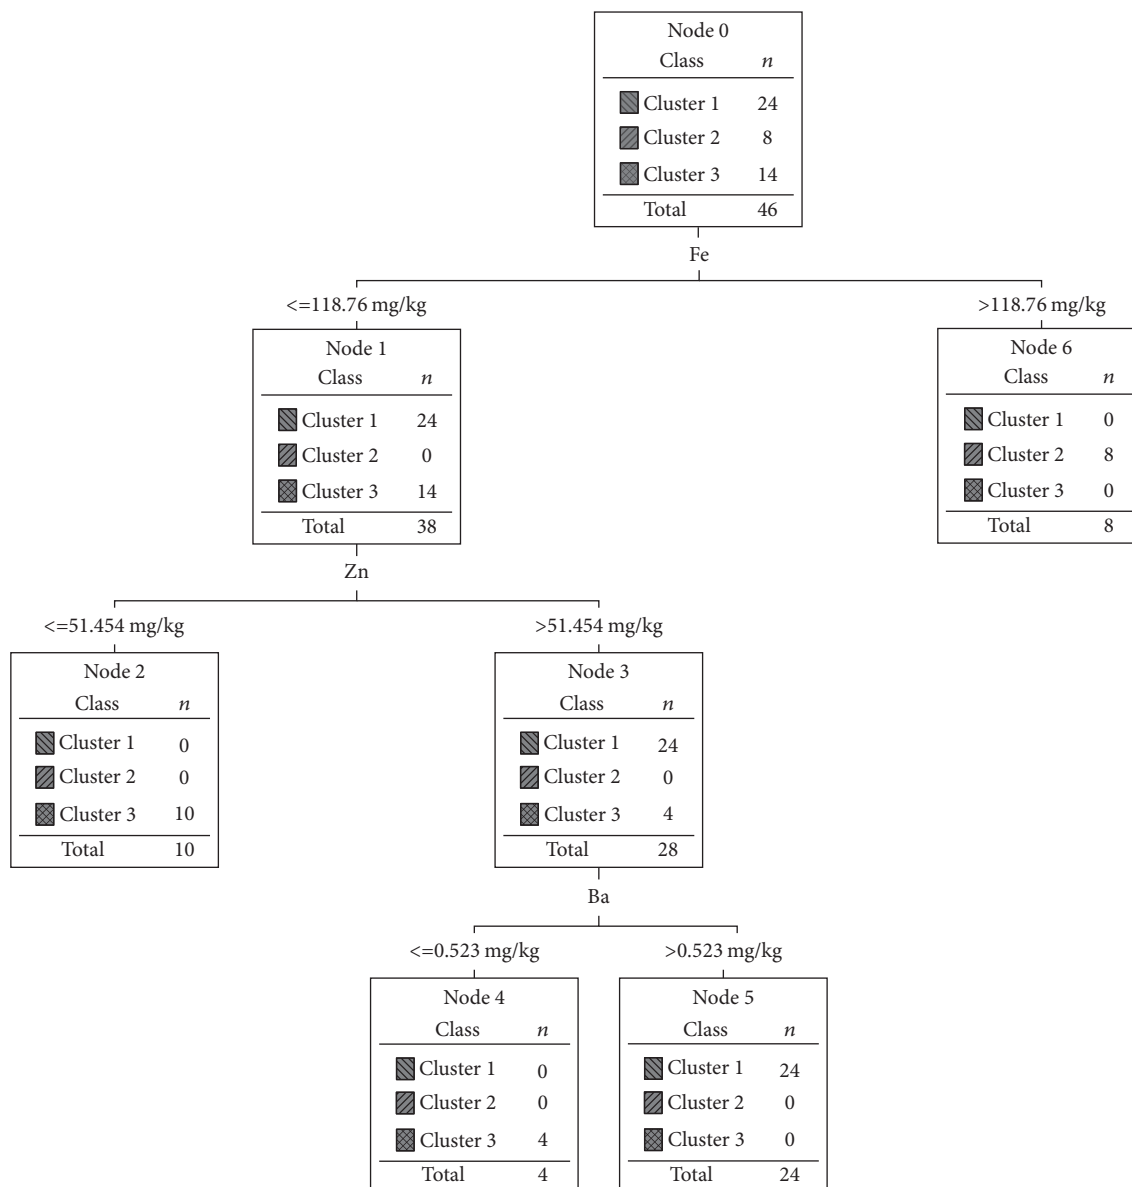 Node 0
Class n
Cluster 1 24
Cluster 2 8
Cluster 3 14
Total 46
Fe
<=118.76 mg/kg
>118.76 mg/kg
Node 1
Class n
Cluster 1 24
Cluster 2 0
Cluster 3 14
Total 38
Node 6
Class n
Cluster 1 0
Cluster 2 8
Cluster 3 0
Total 8
Zn
<=51.454 mg/kg
>51.454 mg/kg
Node 2
Class n
Cluster 1 0
Cluster 2 0
Cluster 3 10
Total 10
Node 3
Class n
Cluster 1 24
Cluster 2 0
Cluster 3 4
Total 28
Ba
<=0.523 mg/kg
>0.523 mg/kg
Node 4
Class n
Cluster 1 0
Cluster 2 0
Cluster 3 4
Total 4
Node 5
Class n
Cluster 1 24
Cluster 2 0
Cluster 3 0
Total 24